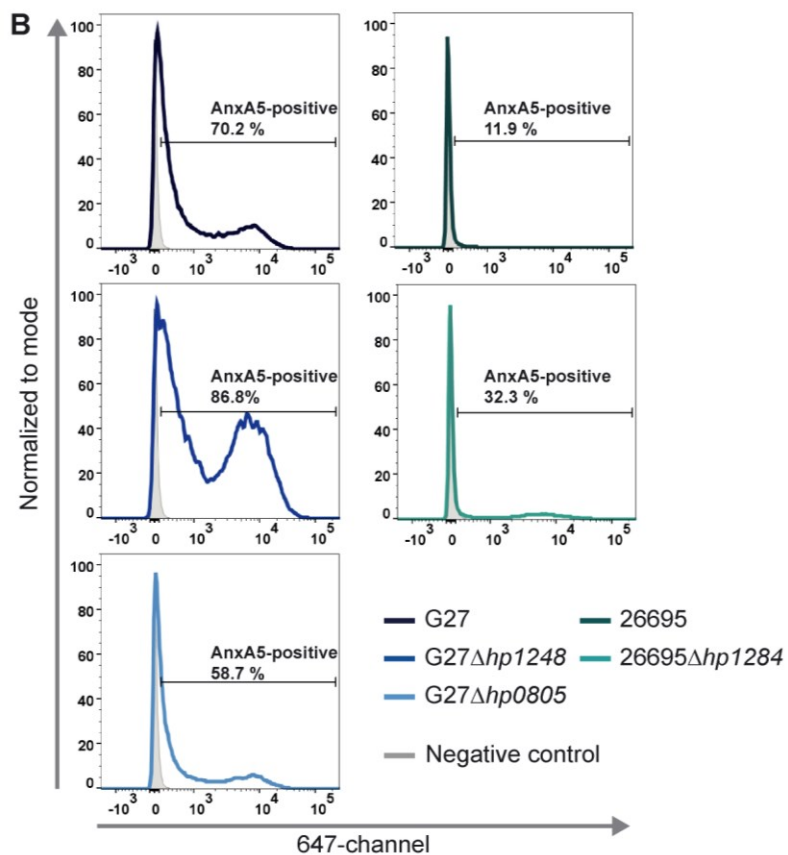 B
Normalized to mode
100
80
60
40
20
0
AnxA5-positive
70.2 %
-10³ 0 10³ 10⁴ 10⁵
100
80
60
40
20
0
AnxA5-positive
11.9 %
-10³ 0 10³ 10⁴ 10⁵
100
80
60
40
20
0
AnxA5-positive
86.8%
-10³ 0 10³ 10⁴ 10⁵
100
80
60
40
20
0
AnxA5-positive
32.3 %
-10³ 0 10³ 10⁴ 10⁵
100
80
60
40
20
0
AnxA5-positive
58.7 %
-10³ 0 10³ 10⁴ 10⁵
G27
G27Δhp1248
G27Δhp0805
26695
26695Δhp1284
Negative control
647-channel